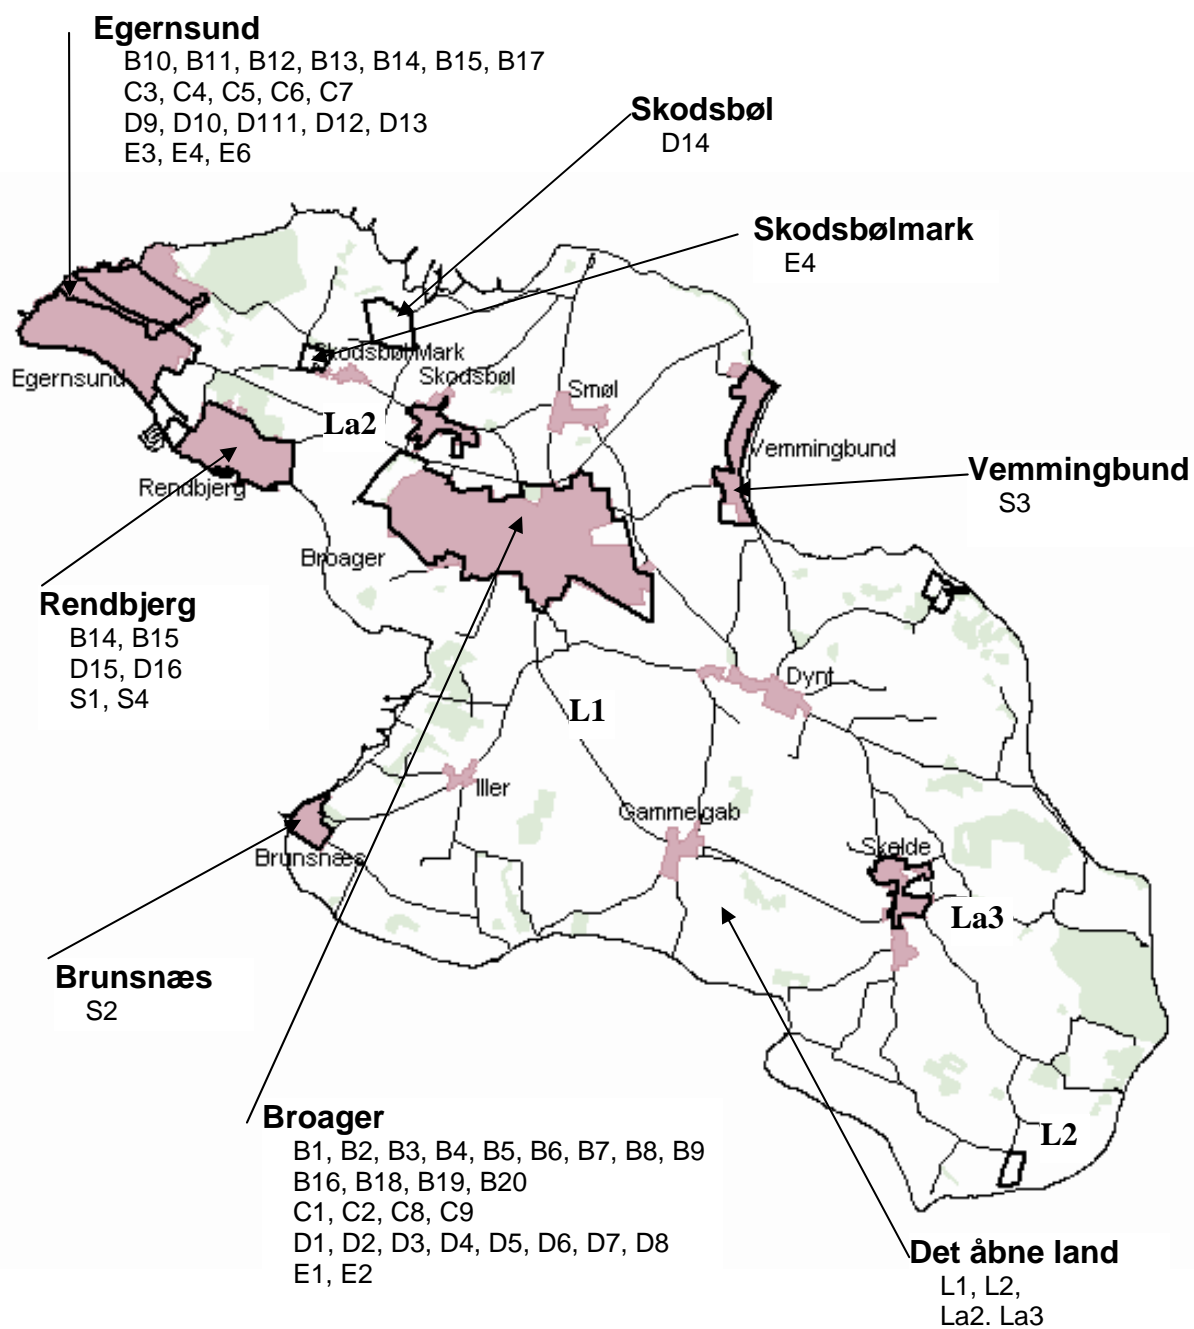 Egernsund
B10, B11, B12, B13, B14, B15, B17
C3, C4, C5, C6, C7
D9, D10, D111, D12, D13
E3, E4, E6
Skodsbøl
D14
Skodsbølmark
E4
Skodsbøl Mark
Egernsund
Skodsbøl
Smøl
La2
Vemmingbund
Vemmingbund
S3
Rendbjerg
Broager
Rendbjerg
B14, B15
D15, D16
S1, S4
Dynt
L1
Iller
Gammelgab
Skelde
Brunsnæs
La3
Brunsnæs
S2
Broager
B1, B2, B3, B4, B5, B6, B7, B8, B9
B16, B18, B19, B20
C1, C2, C8, C9
D1, D2, D3, D4, D5, D6, D7, D8
E1, E2
L2
Det åbne land
L1, L2,
La2, La3